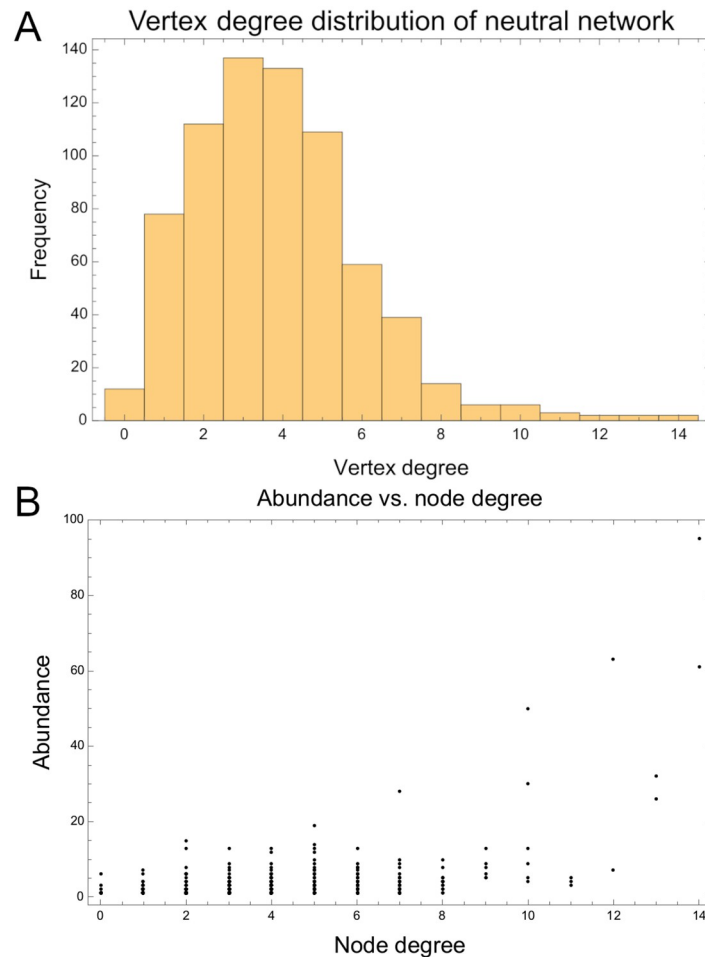 A
Vertex degree distribution of neutral network
140
120
100
80
60
40
20
0
Frequency
0 2 4 6 8 10 12 14
Vertex degree
B
Abundance vs. node degree
100
80
60
40
20
0
Abundance
0 1 2 3 4 5 6 7 8 9 10 11 12 13 14
Node degree